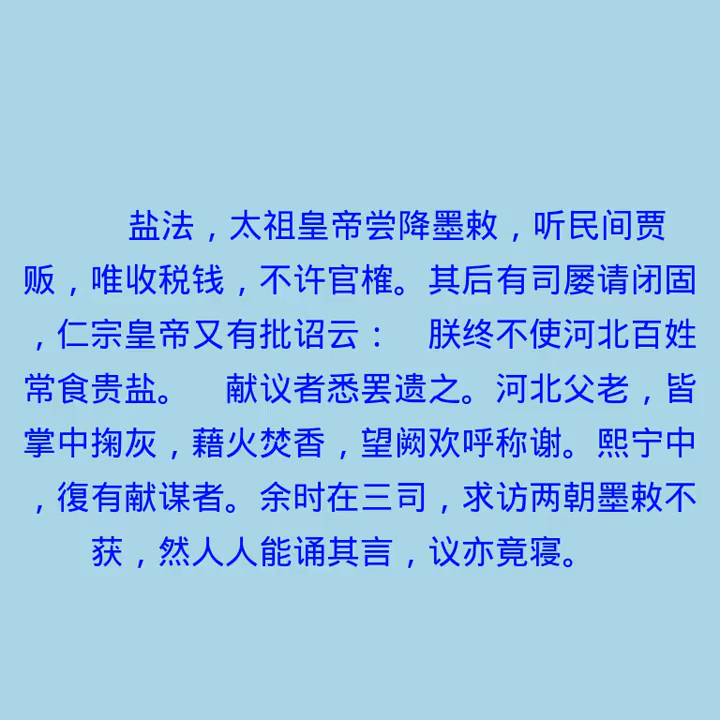 盐法，太祖皇帝尝降墨敕，听民间贾
贩，唯收税钱，不许官榷。其后有司屡请闭固
，仁宗皇帝又有批诏云：　朕终不使河北百姓
常食贵盐。　献议者悉罢遗之。河北父老，皆
掌中掬灰，藉火焚香，望阙欢呼称谢。熙宁中
，復有献谋者。余时在三司，求访两朝墨敕不
获，然人人能诵其言，议亦竟寝。